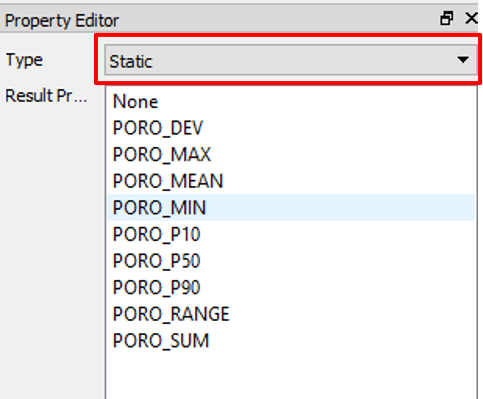 Property Editor
Type Static
Result Pr...
None
PORO_DEV
PORO_MAX
PORO_MEAN
PORO_MIN
PORO_P10
PORO_P50
PORO_P90
PORO_RANGE
PORO_SUM